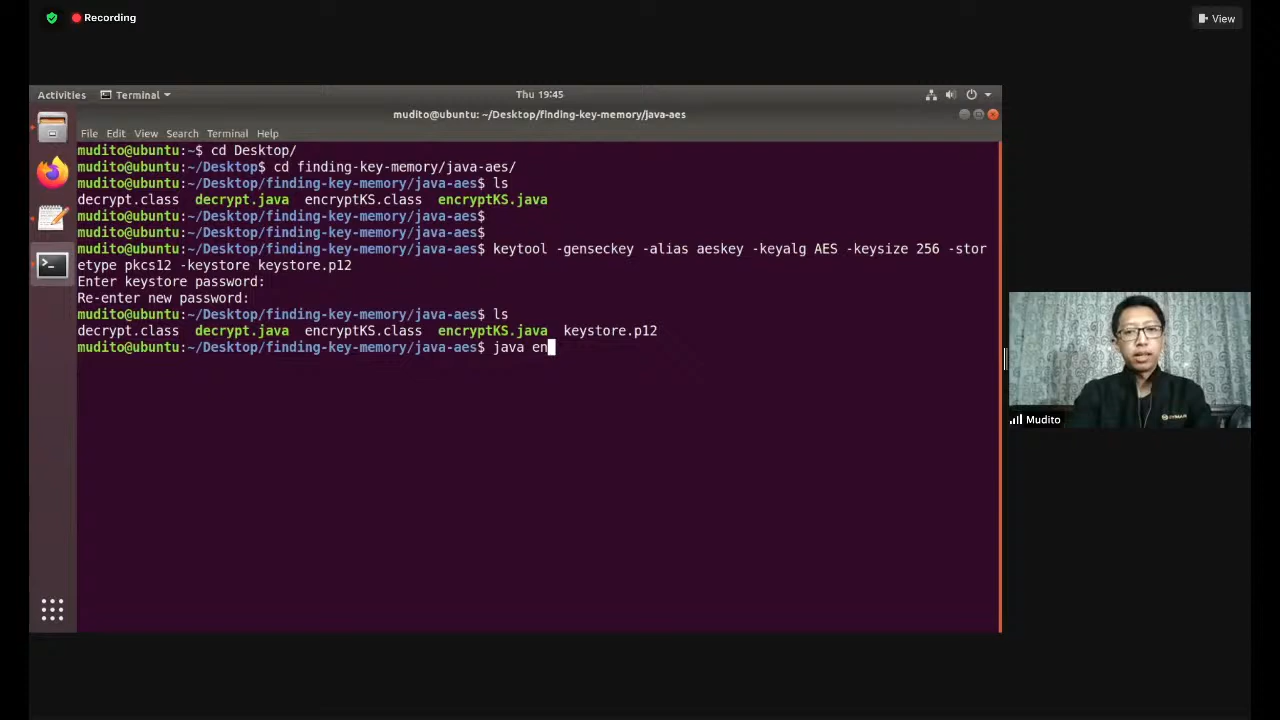 Recording
View
Activities
Terminal
Thu 19:45
mudito@ubuntu: ~/Desktop/finding-key-memory/java-aes
File Edit View Search Terminal Help
mudito@ubuntu:~$ cd Desktop/
mudito@ubuntu:~/Desktop$ cd finding-key-memory/java-aes/
mudito@ubuntu:~/Desktop/finding-key-memory/java-aes$ ls
decrypt.class decrypt.java encryptKS.class encryptKS.java
mudito@ubuntu:~/Desktop/finding-key-memory/java-aes$
mudito@ubuntu:~/Desktop/finding-key-memory/java-aes$
mudito@ubuntu:~/Desktop/finding-key-memory/java-aes$ keytool -genseckey -alias aeskey -keyalg AES -keysize 256 -stor
etype pkcs12 -keystore keystore.p12
Enter keystore password:
Re-enter new password:
mudito@ubuntu:~/Desktop/finding-key-memory/java-aes$ ls
decrypt.class decrypt.java encryptKS.class encryptKS.java keystore.p12
mudito@ubuntu:~/Desktop/finding-key-memory/java-aes$ java en
Mudito